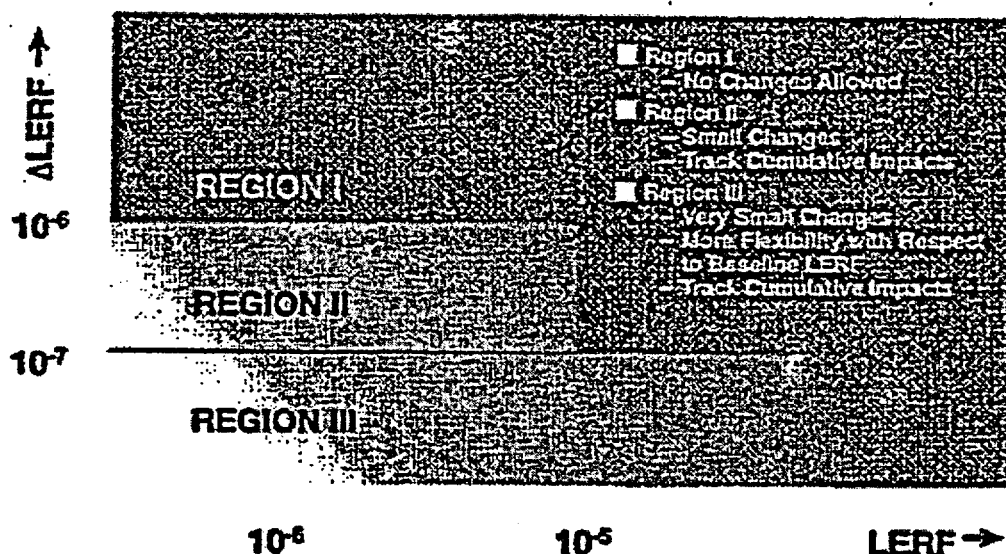 ΔLERF →
Region I
— No Changes Allowed
Region II
— Small Changes
— Track Cumulative Impacts
Region III
— Very Small Changes
— More Flexibility with Respect
to Baseline LERF
— Track Cumulative Impacts
REGION I
10⁻⁶
REGION II
10⁻⁷
REGION III
10⁻⁶
10⁻⁵
LERF →